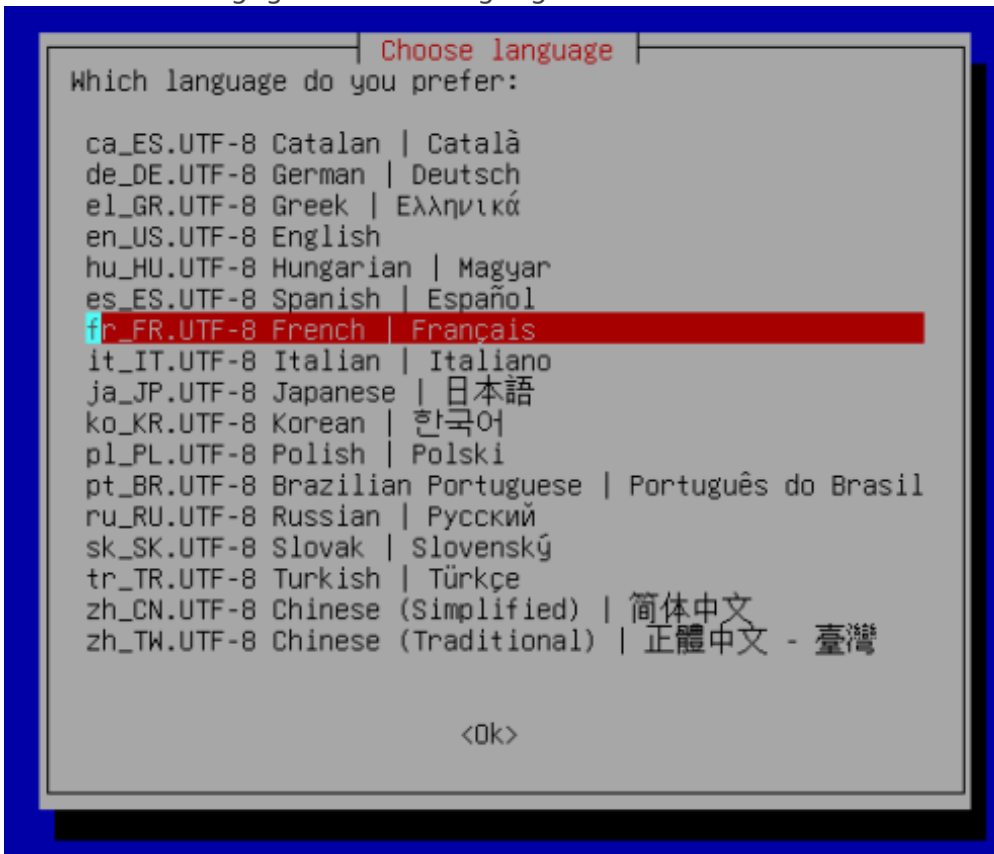 Choose language
Which language do you prefer:
ca_ES.UTF-8 Catalan | Català
de_DE.UTF-8 German | Deutsch
el_GR.UTF-8 Greek | Ελληνικά
en_US.UTF-8 English
hu_HU.UTF-8 Hungarian | Magyar
es_ES.UTF-8 Spanish | Español
fr_FR.UTF-8 French | Français
it_IT.UTF-8 Italian | Italiano
ja_JP.UTF-8 Japanese | 日本語
ko_KR.UTF-8 Korean | 한국어
pl_PL.UTF-8 Polish | Polski
pt_BR.UTF-8 Brazilian Portuguese | Português do Brasil
ru_RU.UTF-8 Russian | Русский
sk_SK.UTF-8 Slovak | Slovenský
tr_TR.UTF-8 Turkish | Türkçe
zh_CN.UTF-8 Chinese (Simplified) | 简体中文
zh_TW.UTF-8 Chinese (Traditional) | 正體中文 - 臺灣
<Ok>